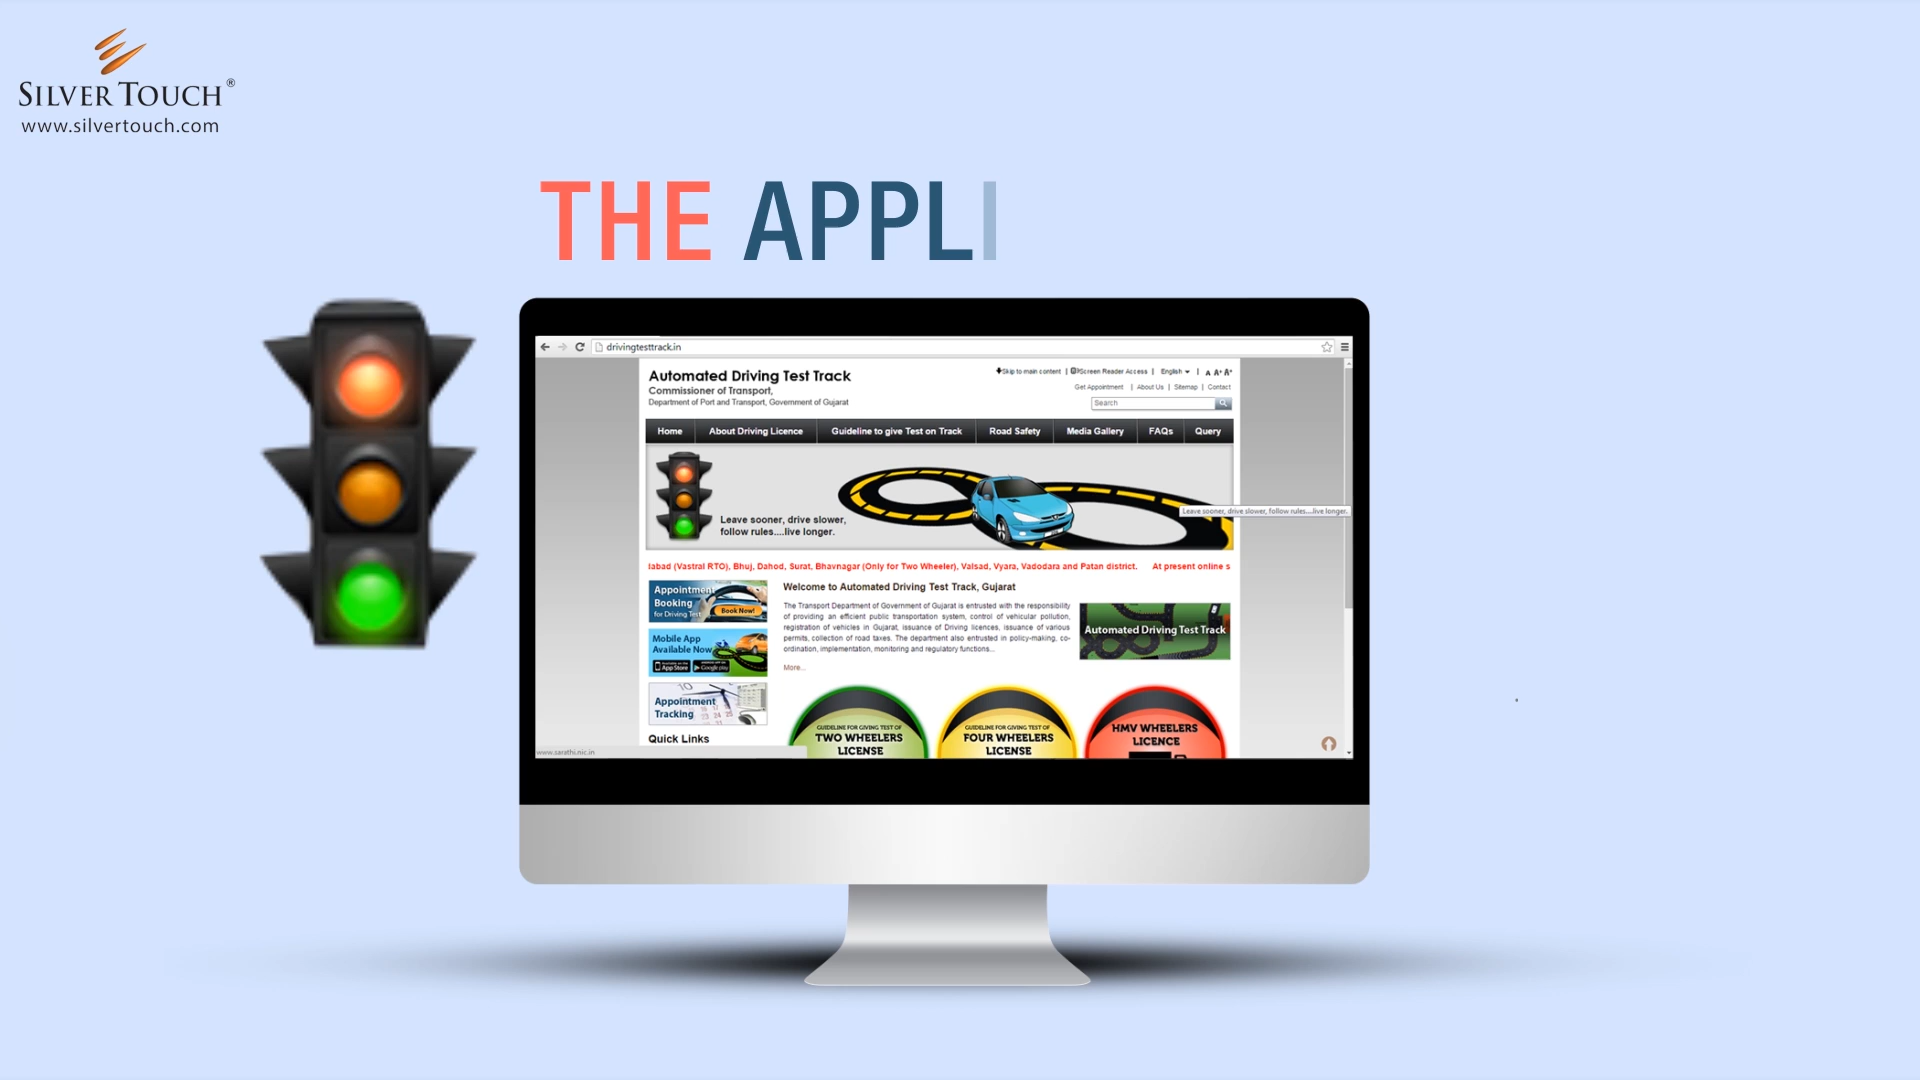 SILVER TOUCH®
www.silvertouch.com
THE APPLI
drivingtesttrack.in
Automated Driving Test Track
Commissioner of Transport,
Department of Port and Transport, Government of Gujarat
Skip to main content | Screen Reader Access | English | A A+ A+
Get Appointment | About Us | Sitemap | Contact
Search
Home About Driving Licence Guideline to give Test on Track Road Safety Media Gallery FAQs Query
Leave sooner, drive slower,
follow rules....live longer.
Leave sooner, drive slower, follow rules....live longer.
labad (Vastral RTO), Bhuj, Dahod, Surat, Bhavnagar (Only for Two Wheeler), Valsad, Vyara, Vadodara and Patan district. At present online s
Appointment
Booking
for Driving Test
Book Now!
Mobile App
Available Now
App Store
Google play
Appointment
Tracking
Quick Links
Welcome to Automated Driving Test Track, Gujarat
The Transport Department of Government of Gujarat is entrusted with the responsibility
of providing an efficient public transportation system, control of vehicular pollution,
registration of vehicles in Gujarat, issuance of Driving licences, issuance of various
permits, collection of road taxes. The department also entrusted in policy-making, co-
ordination, implementation, monitoring and regulatory functions...
More...
Automated Driving Test Track
GUIDELINE FOR GIVING TEST OF
TWO WHEELERS
LICENSE
GUIDELINE FOR GIVING TEST OF
FOUR WHEELERS
LICENSE
HMV WHEELERS
LICENCE
www.sarathi.nic.in